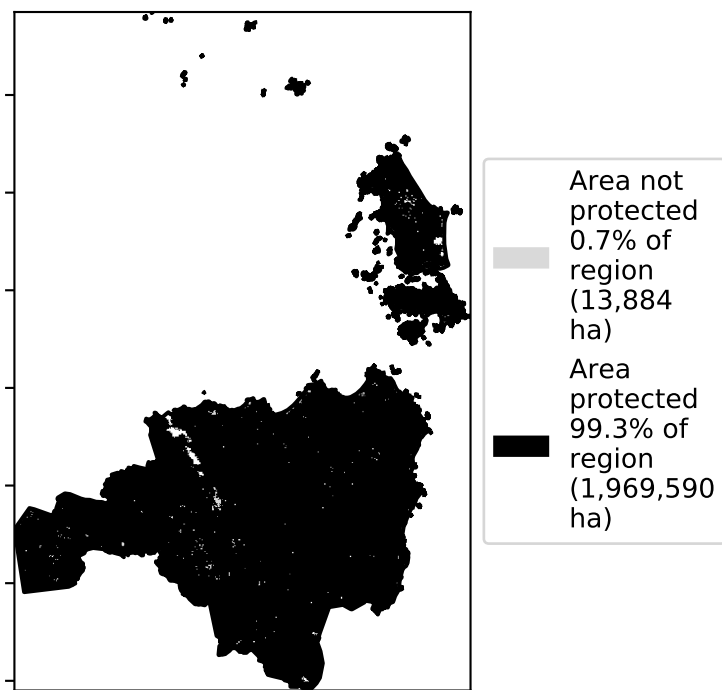 Area not
protected
0.7% of
region
(13,884
ha)
Area
protected
99.3% of
region
(1,969,590
ha)